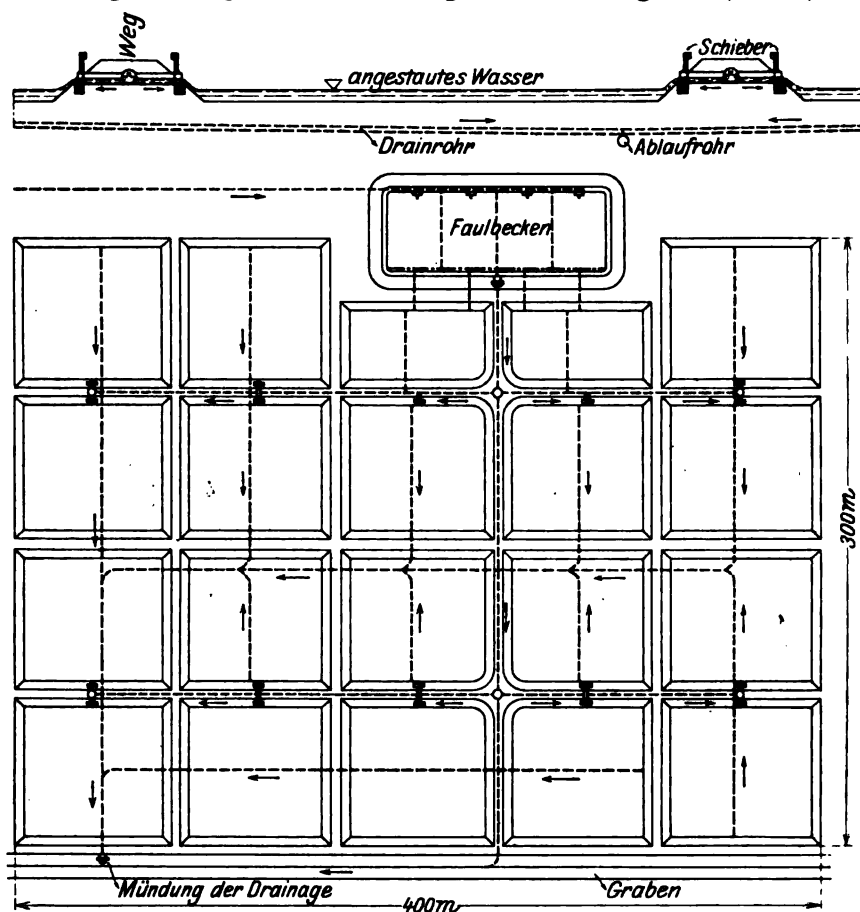 Weg
Schieber
angestautes Wasser
Drainrohr
Ablaufrohr
Faulbecken
300m
Mündung der Drainage
Graben
400m